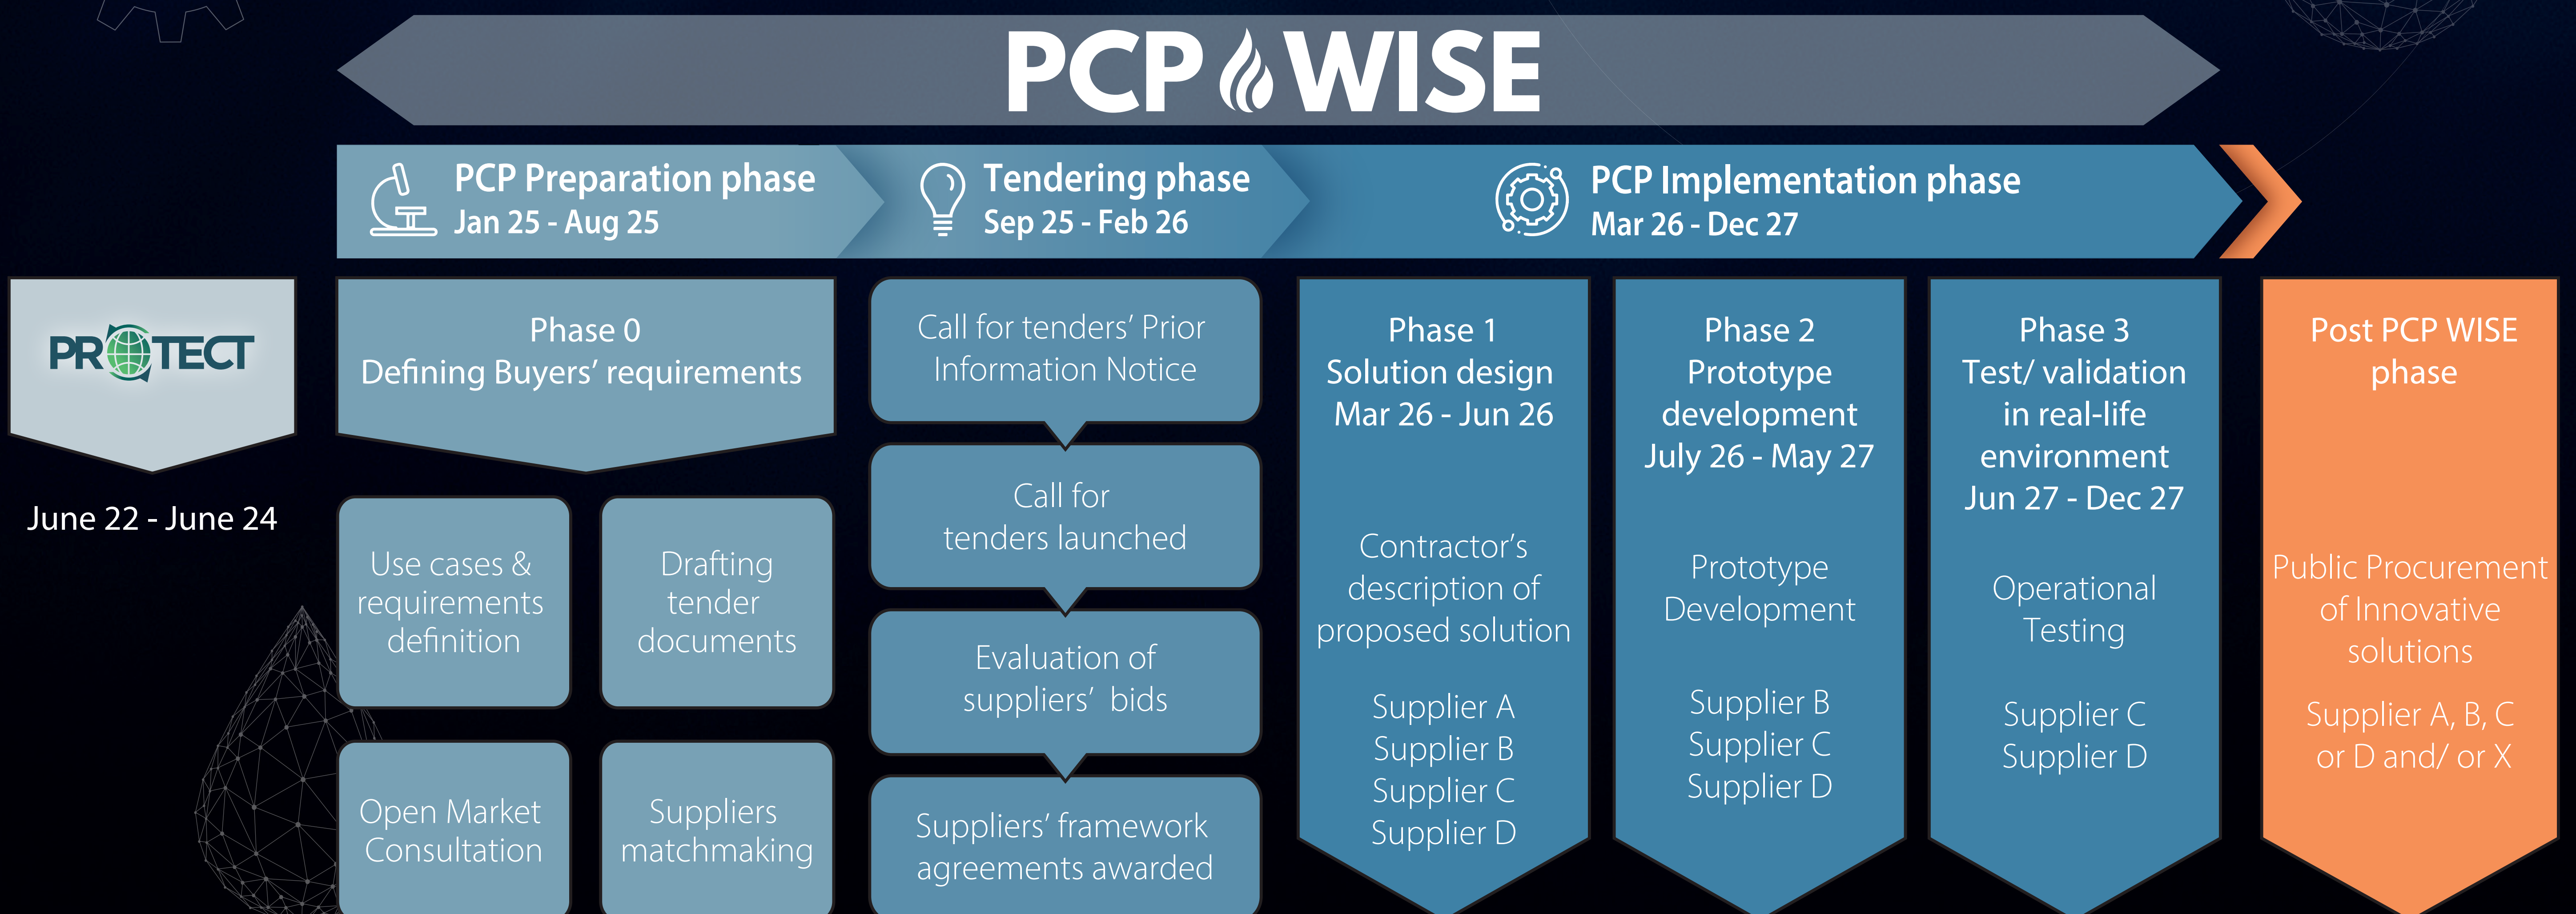 PCP WISE
PCP Preparation phase
Jan 25 - Aug 25
Tendering phase
Sep 25 - Feb 26
PCP Implementation phase
Mar 26 - Dec 27
PROTECT
June 22 - June 24
Phase 0
Defining Buyers’ requirements
Use cases &
requirements
definition
Drafting
tender
documents
Open Market
Consultation
Suppliers
matchmaking
Call for tenders’ Prior
Information Notice
Call for
tenders launched
Evaluation of
suppliers’ bids
Suppliers’ framework
agreements awarded
Phase 1
Solution design
Mar 26 - Jun 26
Contractor’s
description of
proposed solution
Supplier A
Supplier B
Supplier C
Supplier D
Phase 2
Prototype
development
July 26 - May 27
Prototype
Development
Supplier B
Supplier C
Supplier D
Phase 3
Test/ validation
in real-life
environment
Jun 27 - Dec 27
Operational
Testing
Supplier C
Supplier D
Post PCP WISE
phase
Public Procurement
of Innovative
solutions
Supplier A, B, C
or D and/ or X